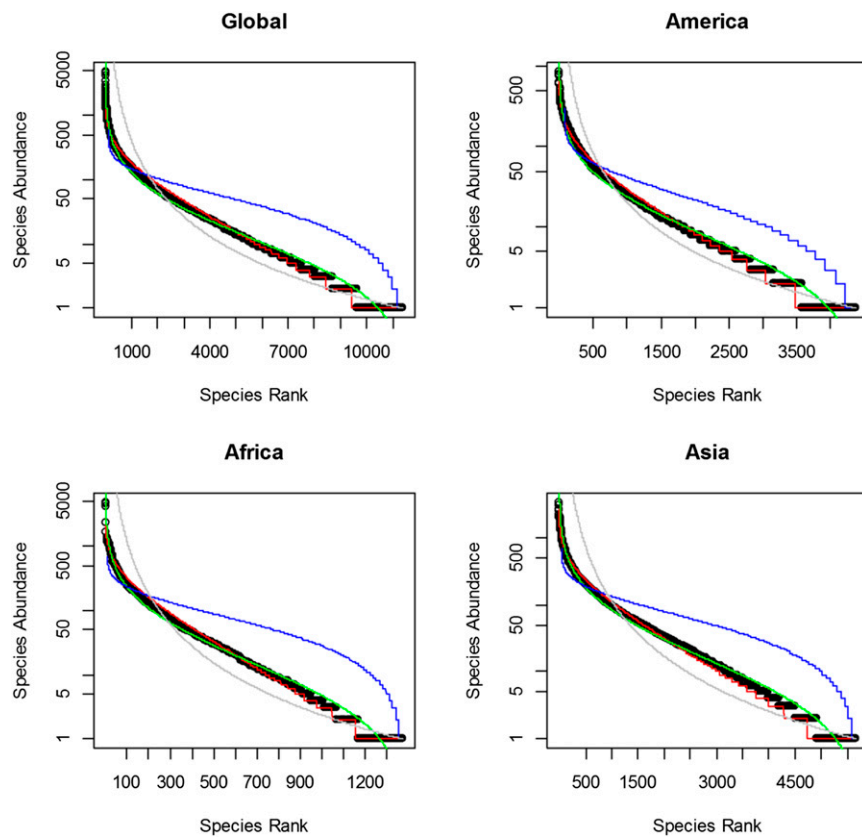 Global
Species Abundance
5000
500
50
5
1
1000 4000 7000 10000
Species Rank
America
Species Abundance
500
50
5
1
500 1500 2500 3500
Species Rank
Africa
Species Abundance
5000
500
50
5
1
100 300 500 700 900 1200
Species Rank
Asia
Species Abundance
500
50
5
1
500 1500 3000 4500
Species Rank